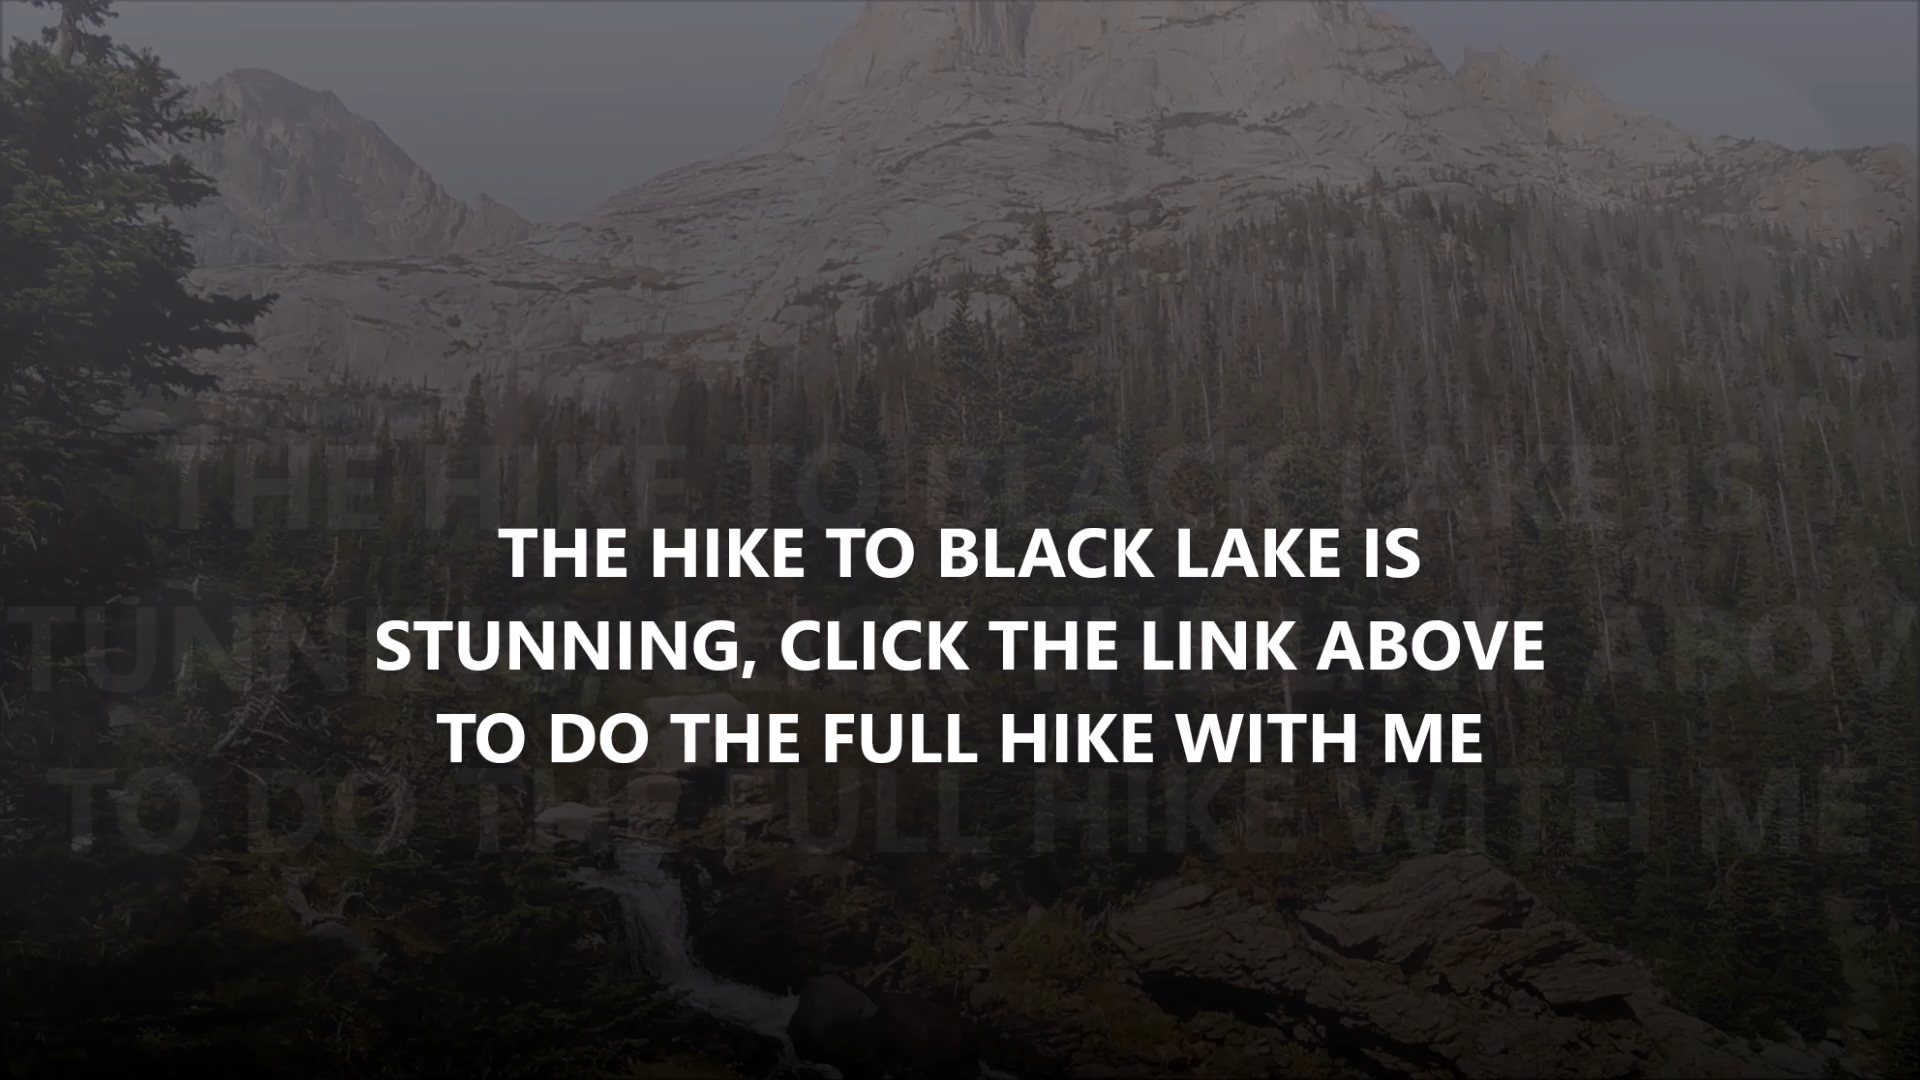 THE HIKE TO BLACK LAKE IS
STUNNING, CLICK THE LINK ABOVE
TO DO THE FULL HIKE WITH ME